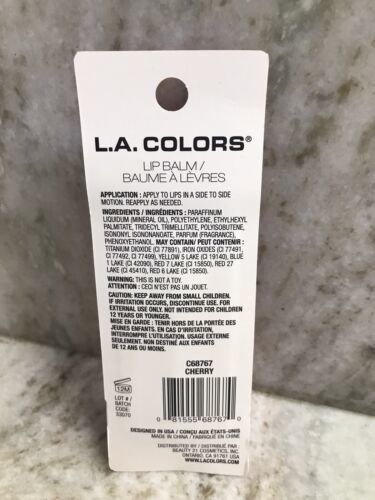 L.A. COLORS®
LIP BALM /
BAUME À LÈVRES
APPLICATION : APPLY TO LIPS IN A SIDE TO SIDE
MOTION. REAPPLY AS NEEDED.
INGREDIENTS / INGRÉDIENTS : PARAFFINUM
LIQUIDUM (MINERAL OIL), POLYETHYLENE, ETHYLHEXYL
PALMITATE, TRIDECYL TRIMELLITATE, POLYISOBUTENE,
ISONONYL ISONONANOATE, PARFUM (FRAGRANCE),
PHENOXYETHANOL. MAY CONTAIN/ PEUT CONTENIR :
TITANIUM DIOXIDE (CI 77891), IRON OXIDES (CI 77491,
CI 77492, CI 77499), YELLOW 5 LAKE (CI 19140), BLUE
1 LAKE (CI 42090), RED 7 LAKE (CI 15850), RED 27
LAKE (CI 45410), RED 6 LAKE (CI 15850).
WARNING: THIS IS NOT A TOY.
ATTENTION : CECI N'EST PAS UN JOUET.
CAUTION: KEEP AWAY FROM SMALL CHILDREN.
IF IRRITATION OCCURS, DISCONTINUE USE. FOR
EXTERNAL USE ONLY. NOT INTENDED FOR CHILDREN
12 YEARS OR YOUNGER.
MISE EN GARDE : TENIR HORS DE LA PORTÉE DES
JEUNES ENFANTS. EN CAS D'IRRITATION,
INTERROMPRE L'UTILISATION. USAGE EXTERNE
SEULEMENT. NON DESTINÉ AUX ENFANTS
DE 12 ANS OU MOINS.
C68767
CHERRY
12M
LOT # /
BATCH
CODE:
33070
0 81555 68767 0
DESIGNED IN USA / CONÇU AUX ÉTATS-UNIS
MADE IN CHINA / FABRIQUÉ EN CHINE
DISTRIBUTED BY / DISTRIBUÉ PAR :
BEAUTY 21 COSMETICS, INC.
ONTARIO, CA 91767 USA
WWW.LACOLORS.COM